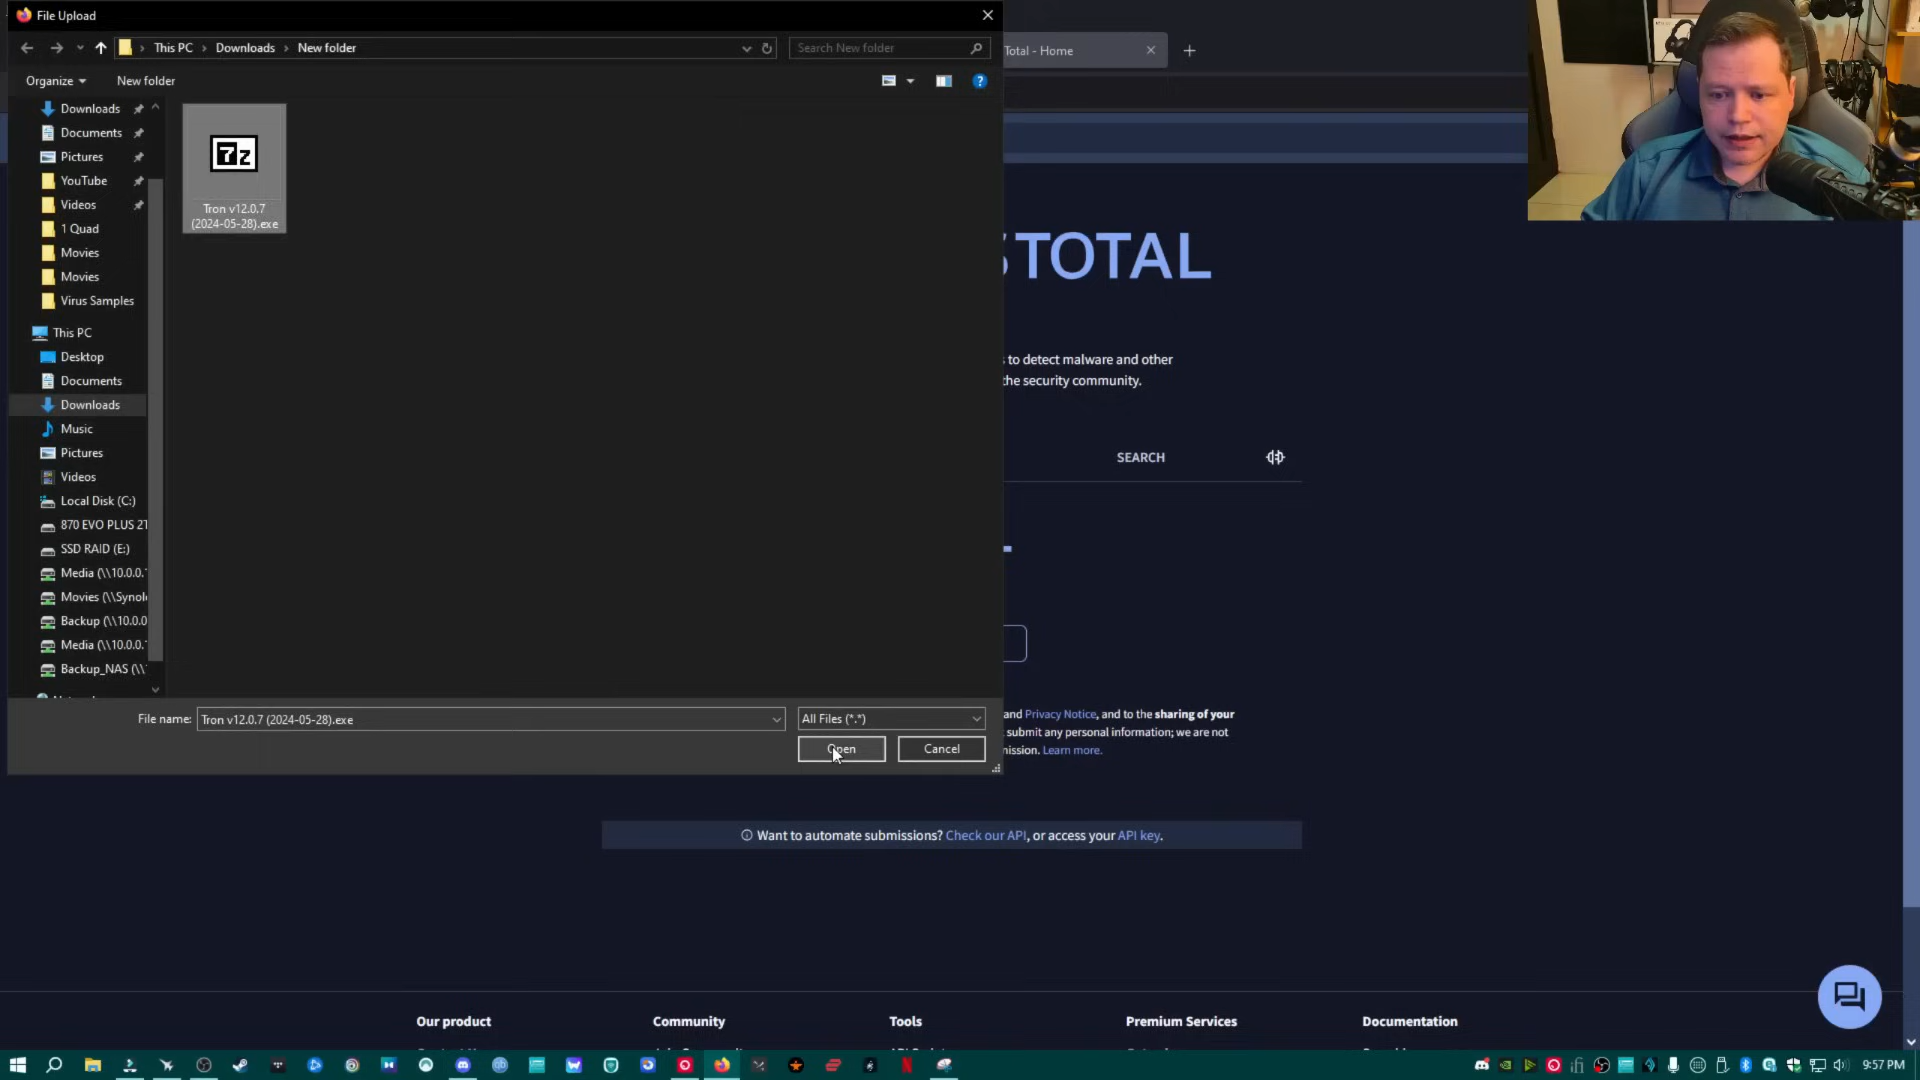 File Upload
This PC
Downloads
New folder
Search New folder
Total - Home
Organize
New folder
Downloads
Documents
Pictures
YouTube
Videos
1 Quad
Movies
Movies
Virus Samples
This PC
Desktop
Documents
Downloads
Music
Pictures
Videos
Local Disk (C:)
870 EVO PLUS 2T
SSD RAID (E:)
Media (\\10.0.0.
Movies (\\Synol
Backup (\\10.0.0
Media (\\10.0.0.
Backup_NAS (\\
7z
Tron v12.0.7
(2024-05-28).exe
File name:
Tron v12.0.7 (2024-05-28).exe
All Files (*.*)
Open
Cancel
TOTAL
to detect malware and other
the security community.
SEARCH
and Privacy Notice, and to the sharing of your
submit any personal information; we are not
Learn more.
Want to automate submissions? Check our API, or access your API key.
Our product
Community
Tools
Premium Services
Documentation
9:57 PM